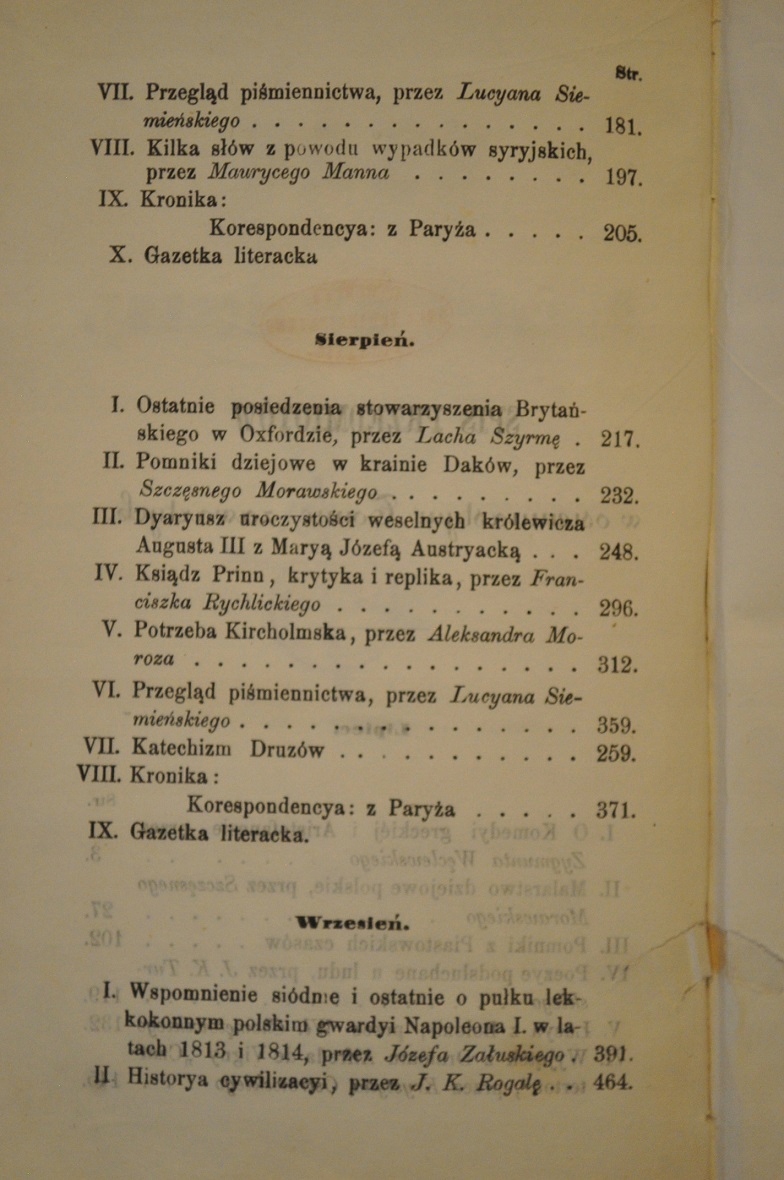 Str.
VII. Przegląd piśmiennictwa, przez Lucyana Sie-
mieńskiego . . . . . . . . . . . . . . . 181.
VIII. Kilka słów z powodu wypadków syryjskich,
przez Maurycego Manna . . . . . . . . 197.
IX. Kronika:
Korespondencya: z Paryża . . . . . 205.
X. Gazetka literacka
Sierpień.
I. Ostatnie posiedzenia stowarzyszenia Brytań-
skiego w Oxfordzie, przez Lacha Szyrmę . 217.
II. Pomniki dziejowe w krainie Daków, przez
Szczęsnego Morawskiego . . . . . . . . . 232.
III. Dyaryusz uroczystości weselnych królewicza
Augusta III z Maryą Józefą Austryacką . . . 248.
IV. Ksiądz Prinn, krytyka i replika, przez Fran-
ciszka Rychlickiego . . . . . . . . . . . 296.
V. Potrzeba Kircholmska, przez Aleksandra Mo-
roza . . . . . . . . . . . . . . . . . 312.
VI. Przegląd piśmiennictwa, przez Lucyana Sie-
mieńskiego . . . . . . . . . . . . . . . 359.
VII. Katechizm Druzów . . . . . . . . . . . 259.
VIII. Kronika:
Korespondencya: z Paryża . . . . . 371.
IX. Gazetka literacka.
Wrzesień.
I. Wspomnienie siódme i ostatnie o pułku lek-
kokonnym polskim gwardyi Napoleona I. w la-
tach 1813 i 1814, przez Józefa Załuskiego . 391.
II Historya cywilizacyi, przez J. K. Rogalę . . 464.